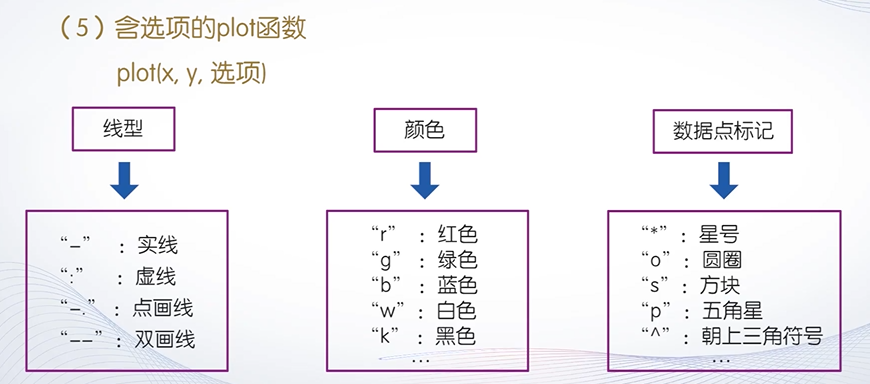 （5）含选项的plot函数
plot(x, y, 选项)
线型
“-” ：实线
“:” ：虚线
“-.” ：点画线
“--” ：双画线
颜色
“r” ：红色
“g” ：绿色
“b” ：蓝色
“w” ：白色
“k” ：黑色
…
数据点标记
“*” ：星号
“o” ：圆圈
“s” ：方块
“p” ：五角星
“^” ：朝上三角符号
…